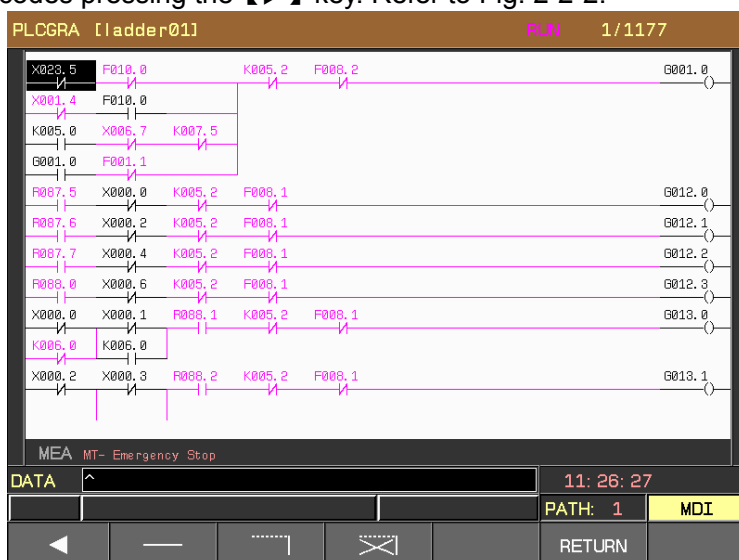 codes pressing the 【▶】 key. Refer to Fig. 2-2-2.
PLCGRA [ladder01] RUN 1/1177
X023.5 F010.0 K005.2 F008.2 G001.0
X001.4 F010.0
K005.0 X006.7 K007.5
G001.0 F001.1
R087.5 X000.0 K005.2 F008.1 G012.0
R087.6 X000.2 K005.2 F008.1 G012.1
R087.7 X000.4 K005.2 F008.1 G012.2
R088.0 X000.6 K005.2 F008.1 G012.3
X000.0 X000.1 R088.1 K005.2 F008.1 G013.0
K006.0 K006.0
X000.2 X000.3 R088.2 K005.2 F008.1 G013.1
MEA MT- Emergency Stop
DATA ^ 11:26:27
PATH: 1 MDI
RETURN